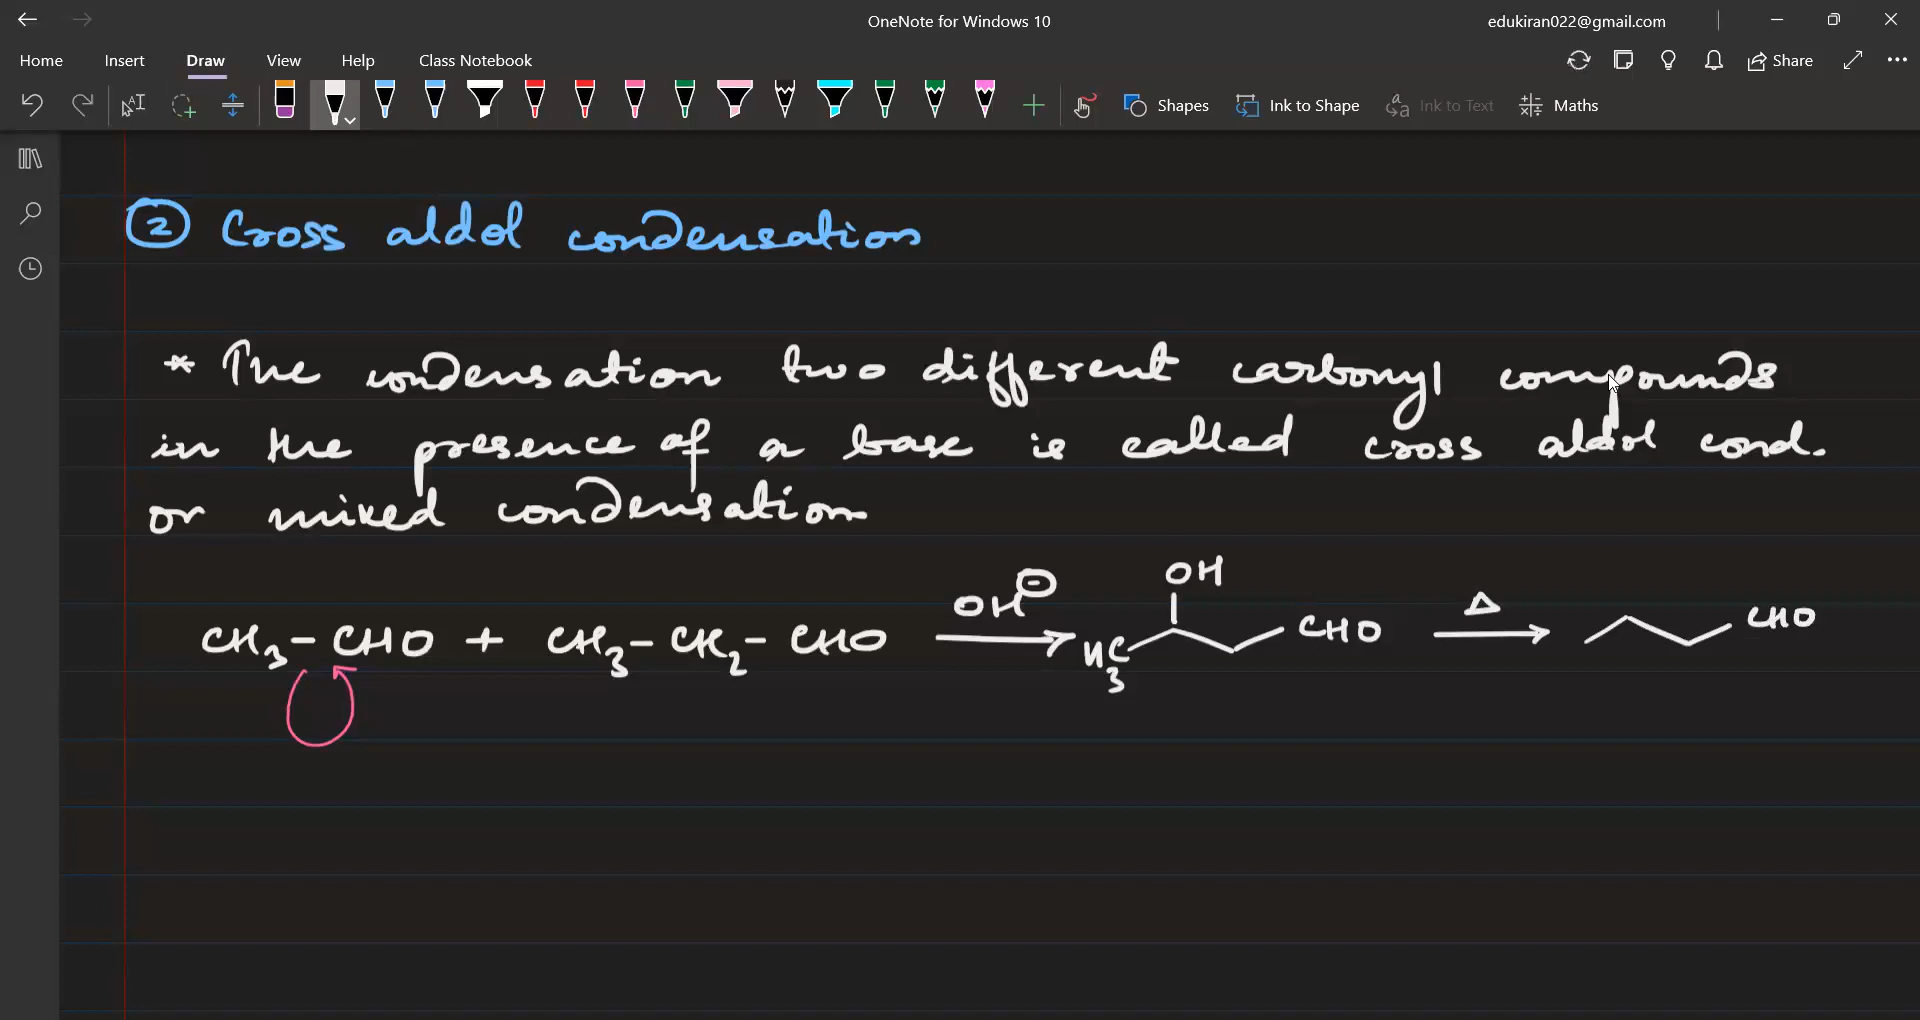 OneNote for Windows 10
edukiran022@gmail.com
Home Insert Draw View Help Class Notebook
Share
Shapes Ink to Shape Ink to Text Maths
② Cross aldol condensation
* The condensation two different carbonyl compounds
in the presence of a base is called cross aldol cond.
or mixed condensation
CH₃-CHO + CH₃-CH₂-CHO OH⊖ → H₃C OH CHO Δ → CHO